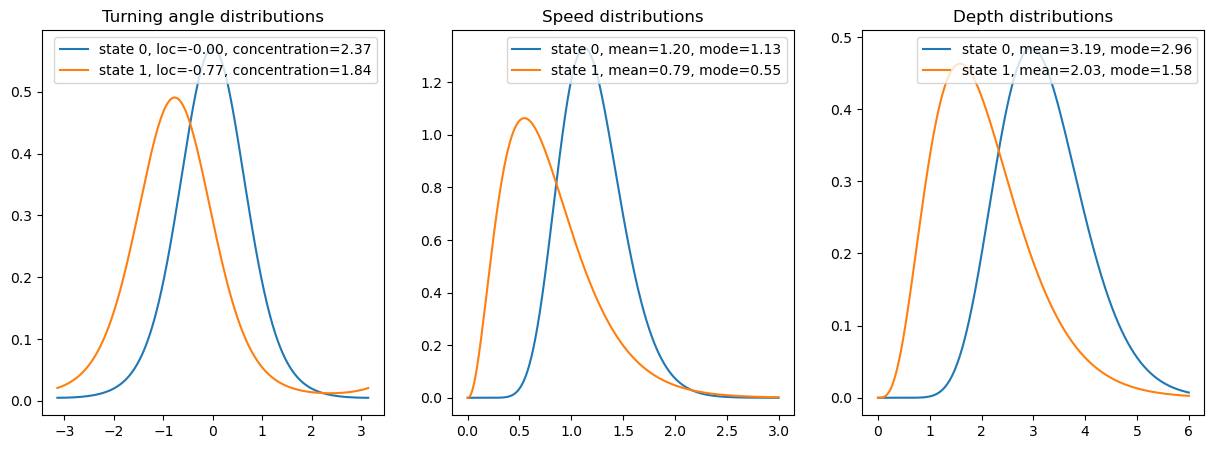 Turning angle distributions
state 0, loc=-0.00, concentration=2.37
state 1, loc=-0.77, concentration=1.84
0.5
0.4
0.3
0.2
0.1
0.0
−3 −2 −1 0 1 2 3
Speed distributions
state 0, mean=1.20, mode=1.13
state 1, mean=0.79, mode=0.55
1.2
1.0
0.8
0.6
0.4
0.2
0.0
0.0 0.5 1.0 1.5 2.0 2.5 3.0
Depth distributions
state 0, mean=3.19, mode=2.96
state 1, mean=2.03, mode=1.58
0.5
0.4
0.3
0.2
0.1
0.0
0 1 2 3 4 5 6